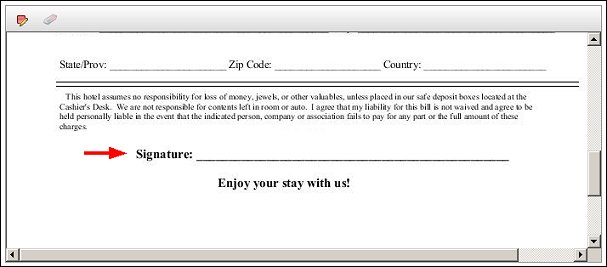 State/Prov: ______________________ Zip Code: ____________________ Country: _______________________
This hotel assumes no responsibility for loss of money, jewels, or other valuables, unless placed in our safe deposit boxes located at the
Cashier's Desk. We are not responsible for contents left in room or auto. I agree that my liability for this bill is not waived and agree to be
held personally liable in the event that the indicated person, company or association fails to pay for any part or the full amount of these
charges.
Signature: ________________________________________________
Enjoy your stay with us!